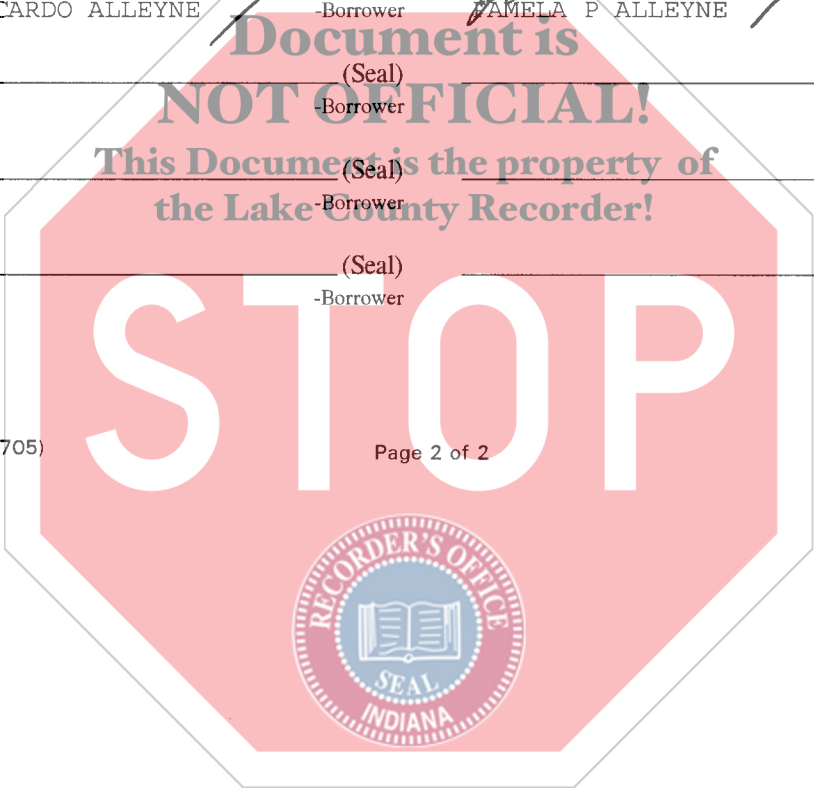 CARDO ALLEYNE -Borrower PAMELA P ALLEYNE
Document is
(Seal)
NOT OFFICIAL!
-Borrower
This Document is the property of
(Seal)
the Lake County Recorder!
-Borrower
(Seal)
-Borrower
STOP
705) Page 2 of 2
RECORDER'S OFFICE
SEAL
INDIANA